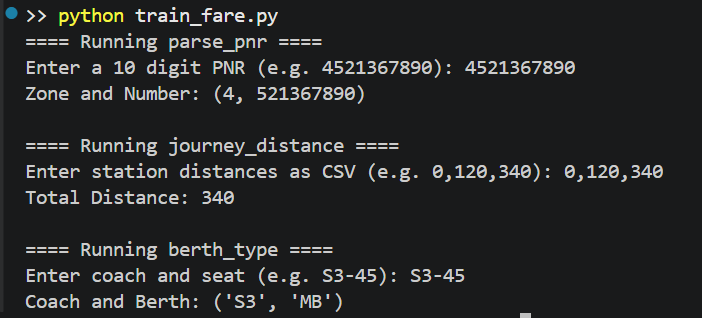 >> python train_fare.py
==== Running parse_pnr ====
Enter a 10 digit PNR (e.g. 4521367890): 4521367890
Zone and Number: (4, 521367890)
==== Running journey_distance ====
Enter station distances as CSV (e.g. 0,120,340): 0,120,340
Total Distance: 340
==== Running berth_type ====
Enter coach and seat (e.g. S3-45): S3-45
Coach and Berth: ('S3', 'MB')